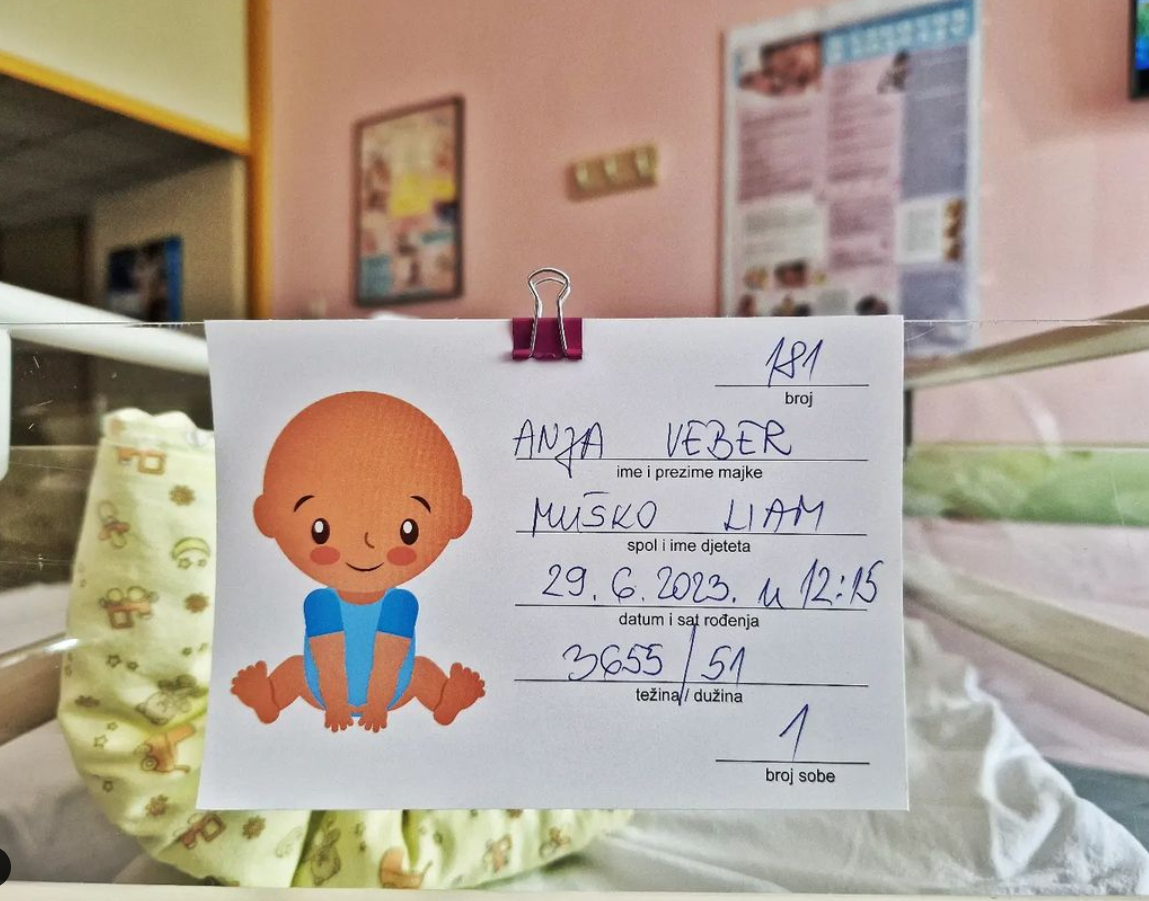 181
broj
ANJA VEBER
ime i prezime majke
MUŠKO LIAM
spol i ime djeteta
29. 6. 2023. u 12:15
datum i sat rođenja
3655 / 51
težina / dužina
1
broj sobe